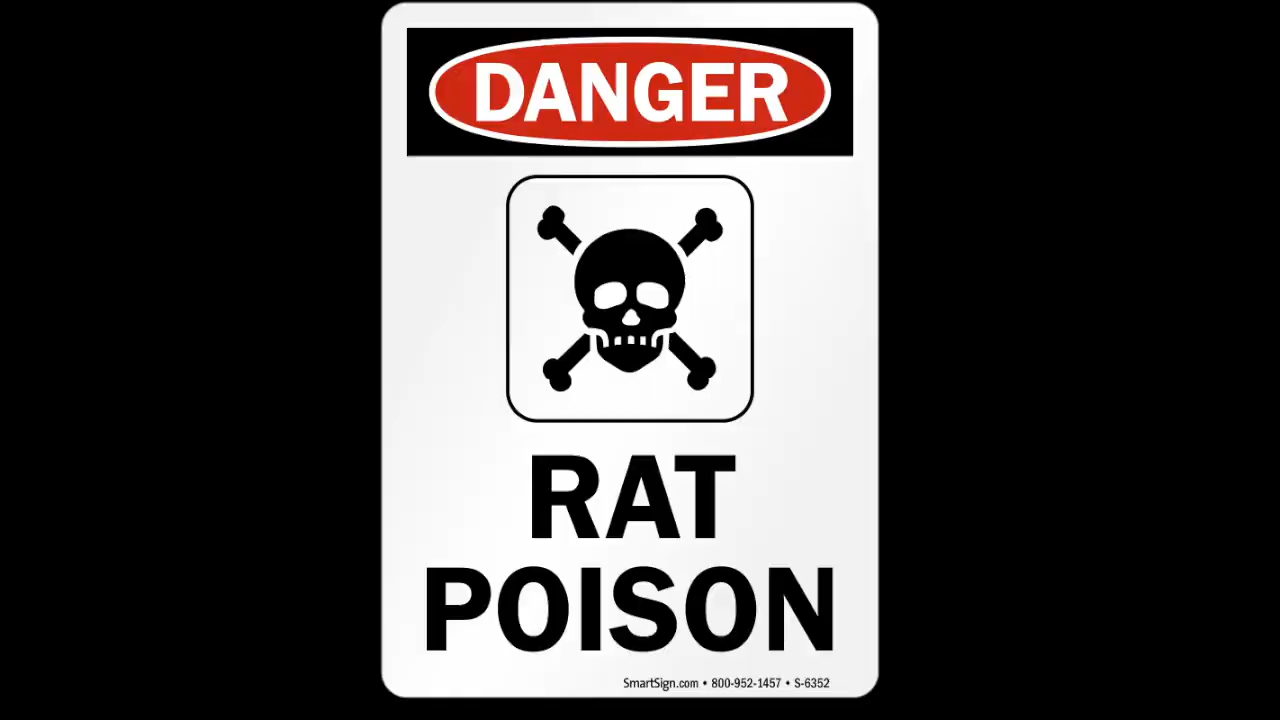 DANGER
RAT
POISON
SmartSign.com • 800-952-1457 • S-6352